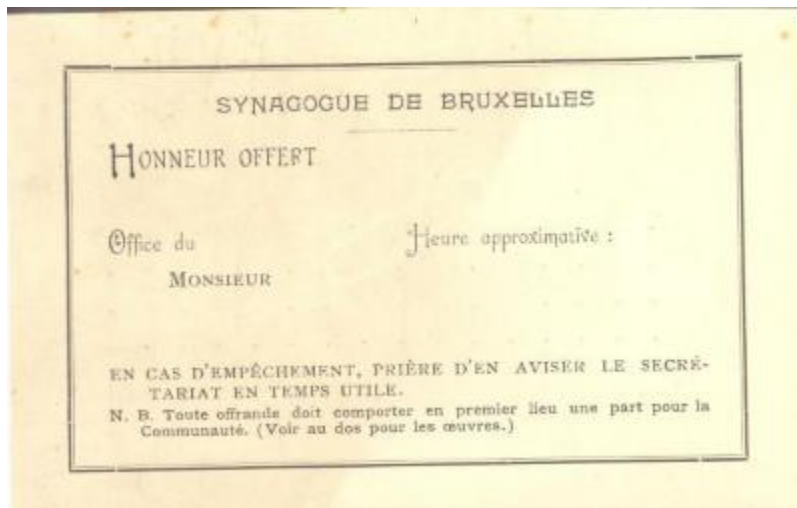 SYNAGOGUE DE BRUXELLES
HONNEUR OFFERT
Office du
Heure approximative :
MONSIEUR
EN CAS D'EMPÊCHEMENT, PRIÈRE D'EN AVISER LE SECRÉ-
TARIAT EN TEMPS UTILE.
N. B. Toute offrande doit comporter en premier lieu une part pour la
Communauté. (Voir au dos pour les œuvres.)